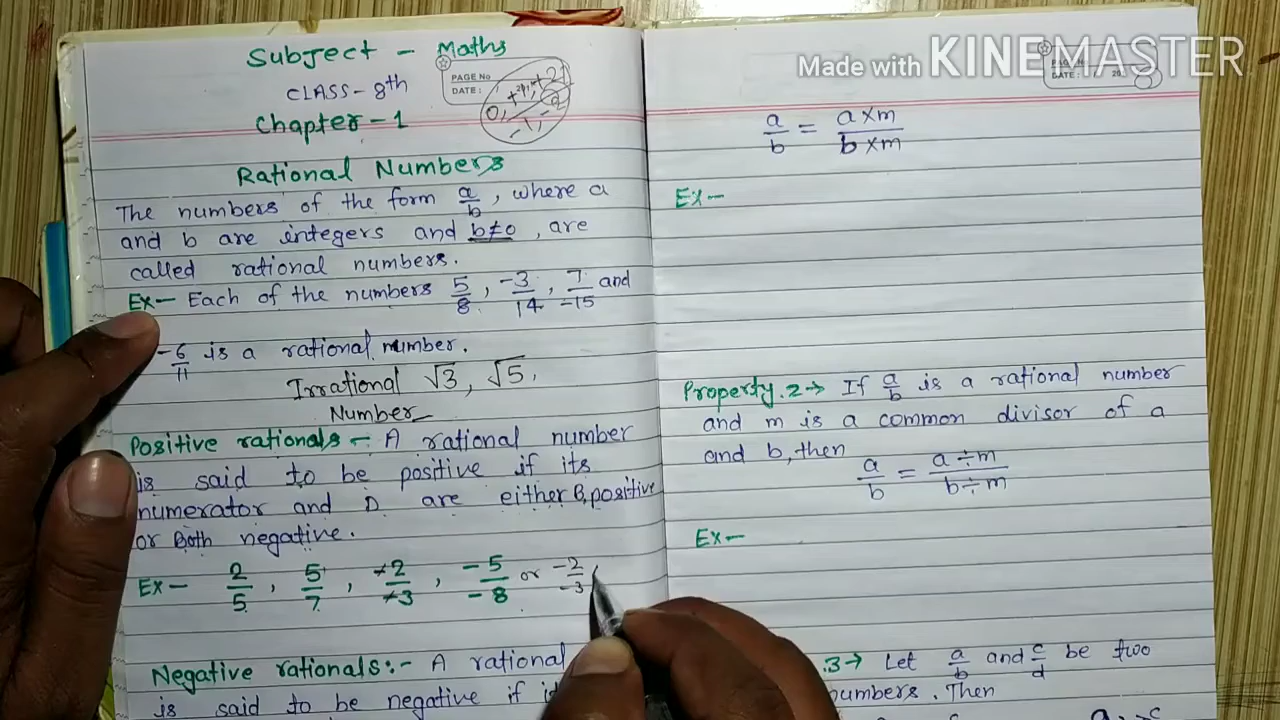 Subject - Maths
CLASS - 8th
PAGE No
DATE :
Chapter - 1
Rational Numbers
The numbers of the form a/b, where a
and b are integers and b≠0, are
called rational numbers.
Ex- Each of the numbers 5/8, -3/14, 7/-15 and
-6/11 is a rational number.
Irrational √3, √5,
Number
Positive rationals - A rational number
is said to be positive if its
numerator and D are either B, positive
or Both negative.
Ex - 2/5, 5/7, -2/-3, -5/-8 or -2/-3
Negative rationals:- A rational
is said to be negative if
Made with KINEMASTER
DATE :
a/b = a×m/b×m
Ex-
Property.2→ If a/b is a rational number
and m is a common divisor of a
and b, then
a/b = a÷m/b÷m
Ex-
.3→ Let a/b and c/d be two
numbers. Then